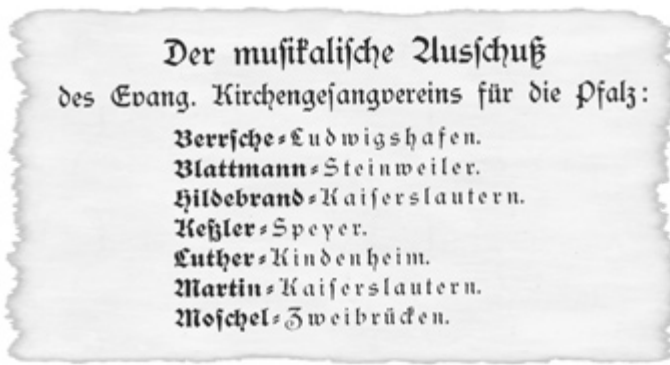 Der musikalische Ausschuß
des Evang. Kirchengesangvereins für die Pfalz:
Berrsche-Ludwigshafen.
Blattmann-Steinweiler.
Hildebrand-Kaiserslautern.
Keßler-Speyer.
Luther-Kindenheim.
Martin-Kaiserslautern.
Moschel-Zweibrücken.